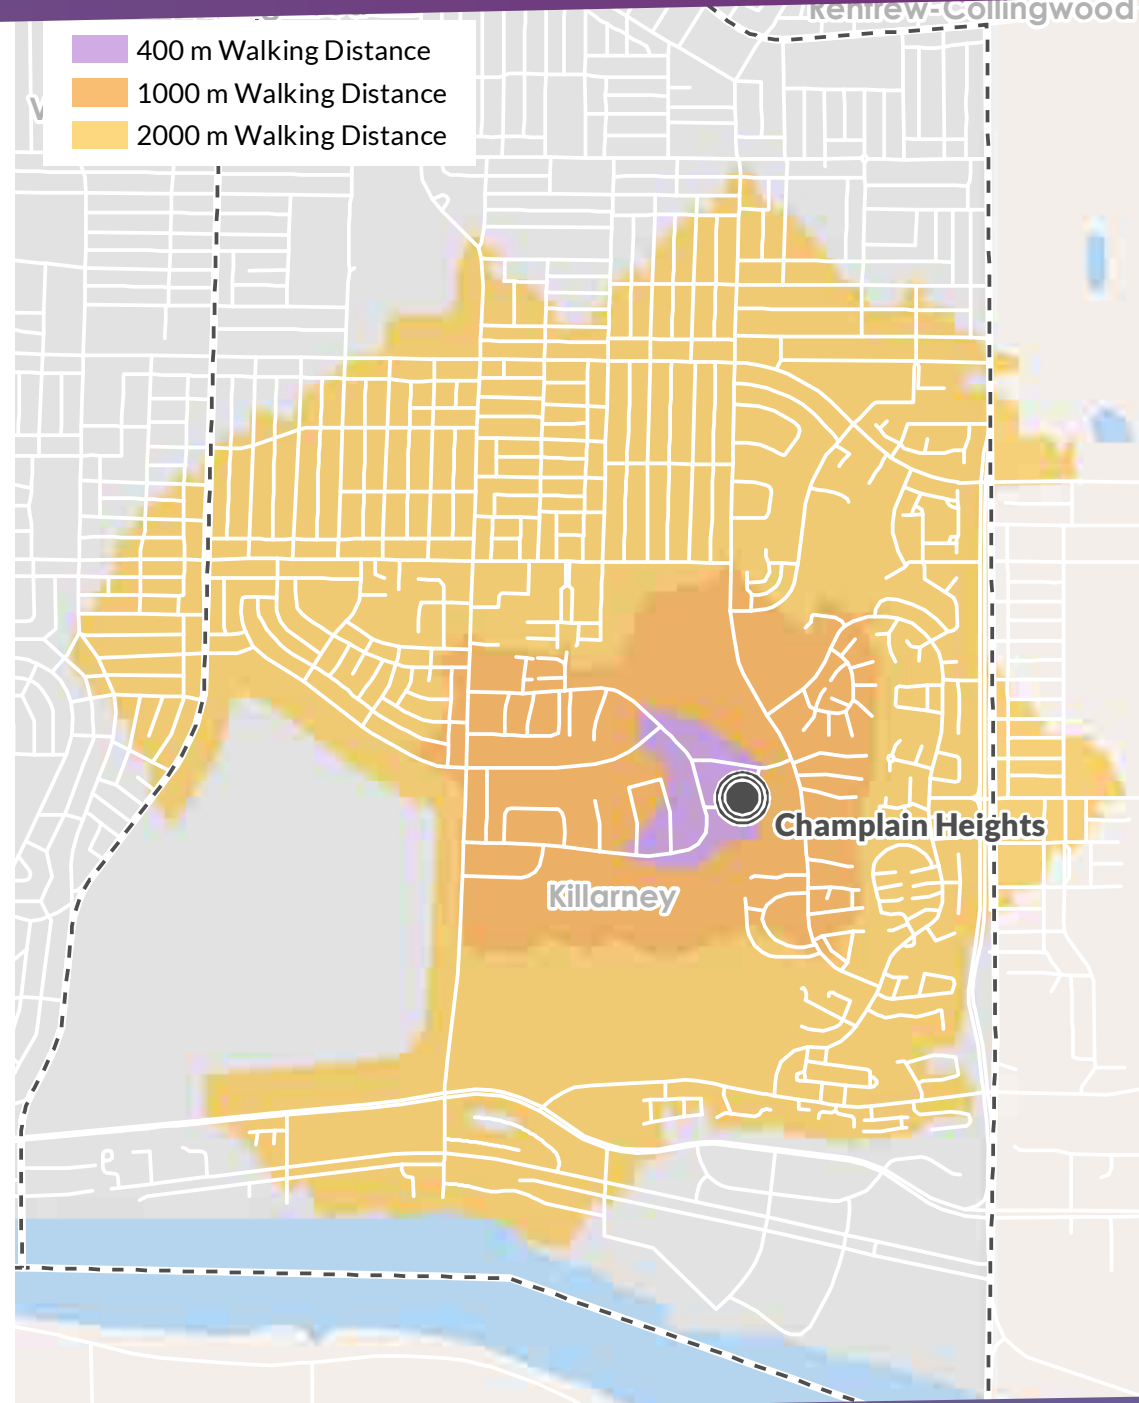 Renfrew-Collingwood
400 m Walking Distance
1000 m Walking Distance
2000 m Walking Distance
Champlain Heights
Killarney